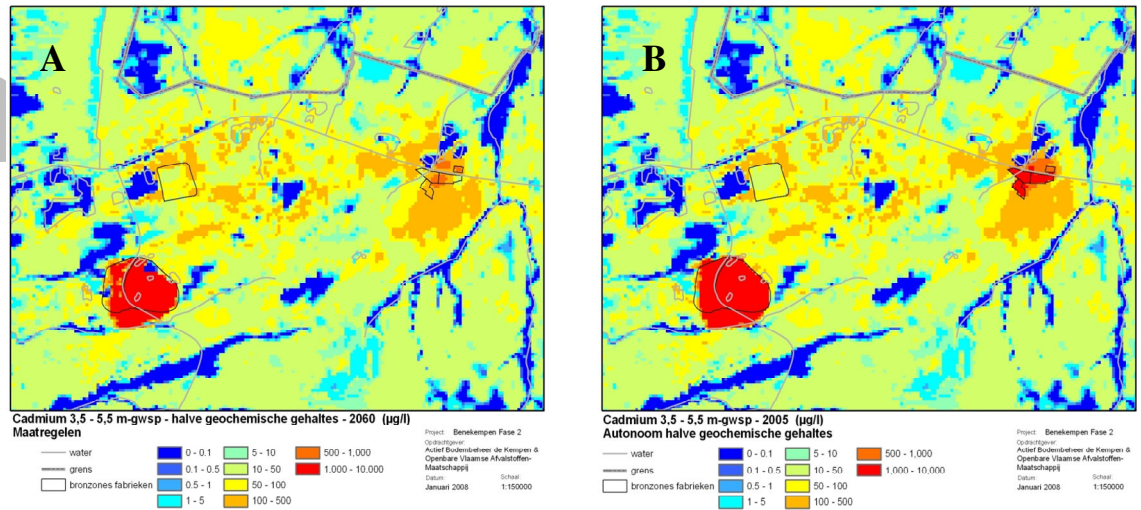 A
Cadmium 3,5 - 5,5 m-gwsp - halve geochemische gehaltes - 2060 (µg/l)
Maatregelen
water
grens
bronzones fabrieken
0 - 0.1
0.1 - 0.5
0.5 - 1
1 - 5
5 - 10
10 - 50
50 - 100
100 - 500
500 - 1,000
1,000 - 10,000
Project: Benekempen Fase 2
Opdrachtgever:
Actief Bodembeheer de Kempen &
Openbare Vlaamse Afvalstoffen-
Maatschappij
Datum: Schaal:
Januari 2008 1:150000
B
Cadmium 3,5 - 5,5 m-gwsp - 2005 (µg/l)
Autonoom halve geochemische gehaltes
water
grens
bronzones fabrieken
0 - 0.1
0.1 - 0.5
0.5 - 1
1 - 5
5 - 10
10 - 50
50 - 100
100 - 500
500 - 1,000
1,000 - 10,000
Project: Benekempen Fase 2
Opdrachtgever:
Actief Bodembeheer de Kempen &
Openbare Vlaamse Afvalstoffen-
Maatschappij
Datum: Schaal:
Januari 2008 1:150000